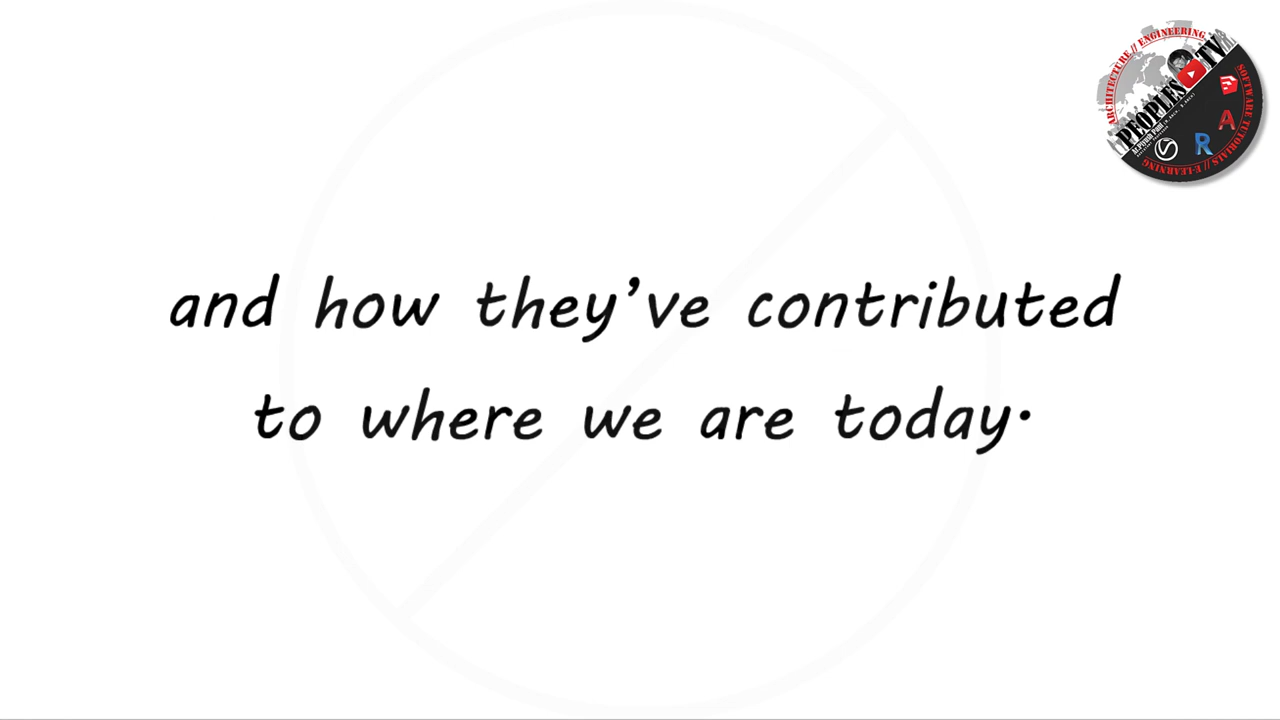 and how they’ve contributed
to where we are today.
ARCHITECTURE // ENGINEERING
PEOPLES TV
SOFTWARE TUTORIALS // E-LEARNING
R
A